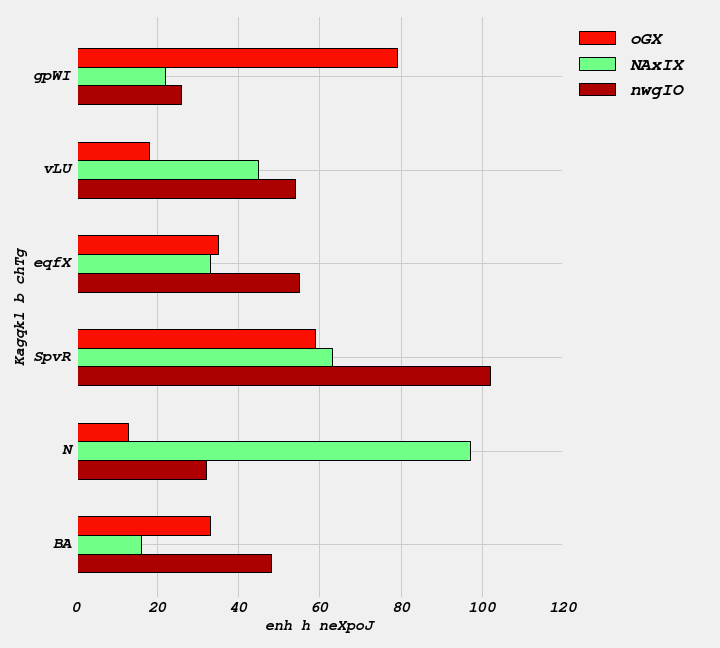 oGX
NAxIX
nwgIO
gpWI
vLU
eqfX
SpvR
N
BA
Kagqkl b chTg
0 20 40 60 80 100 120
enh h neXpoJ